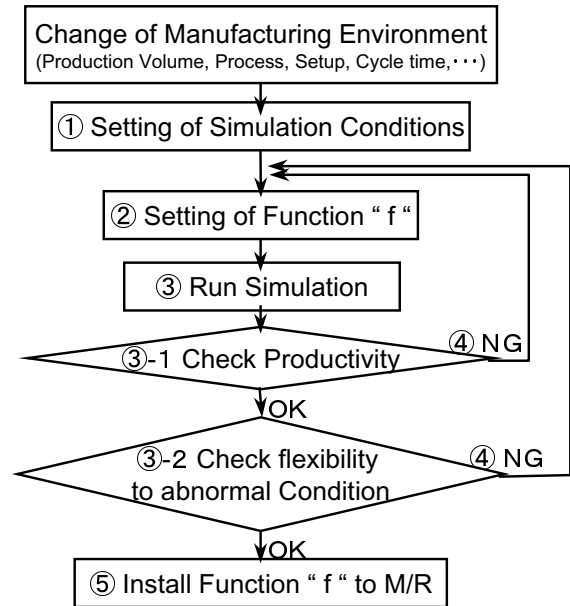 Change of Manufacturing Environment
(Production Volume, Process, Setup, Cycle time,･･･)
① Setting of Simulation Conditions
② Setting of Function “ f “
③ Run Simulation
③-1 Check Productivity
④ NG
OK
③-2 Check flexibility
to abnormal Condition
④ NG
OK
⑤ Install Function “ f “ to M/R